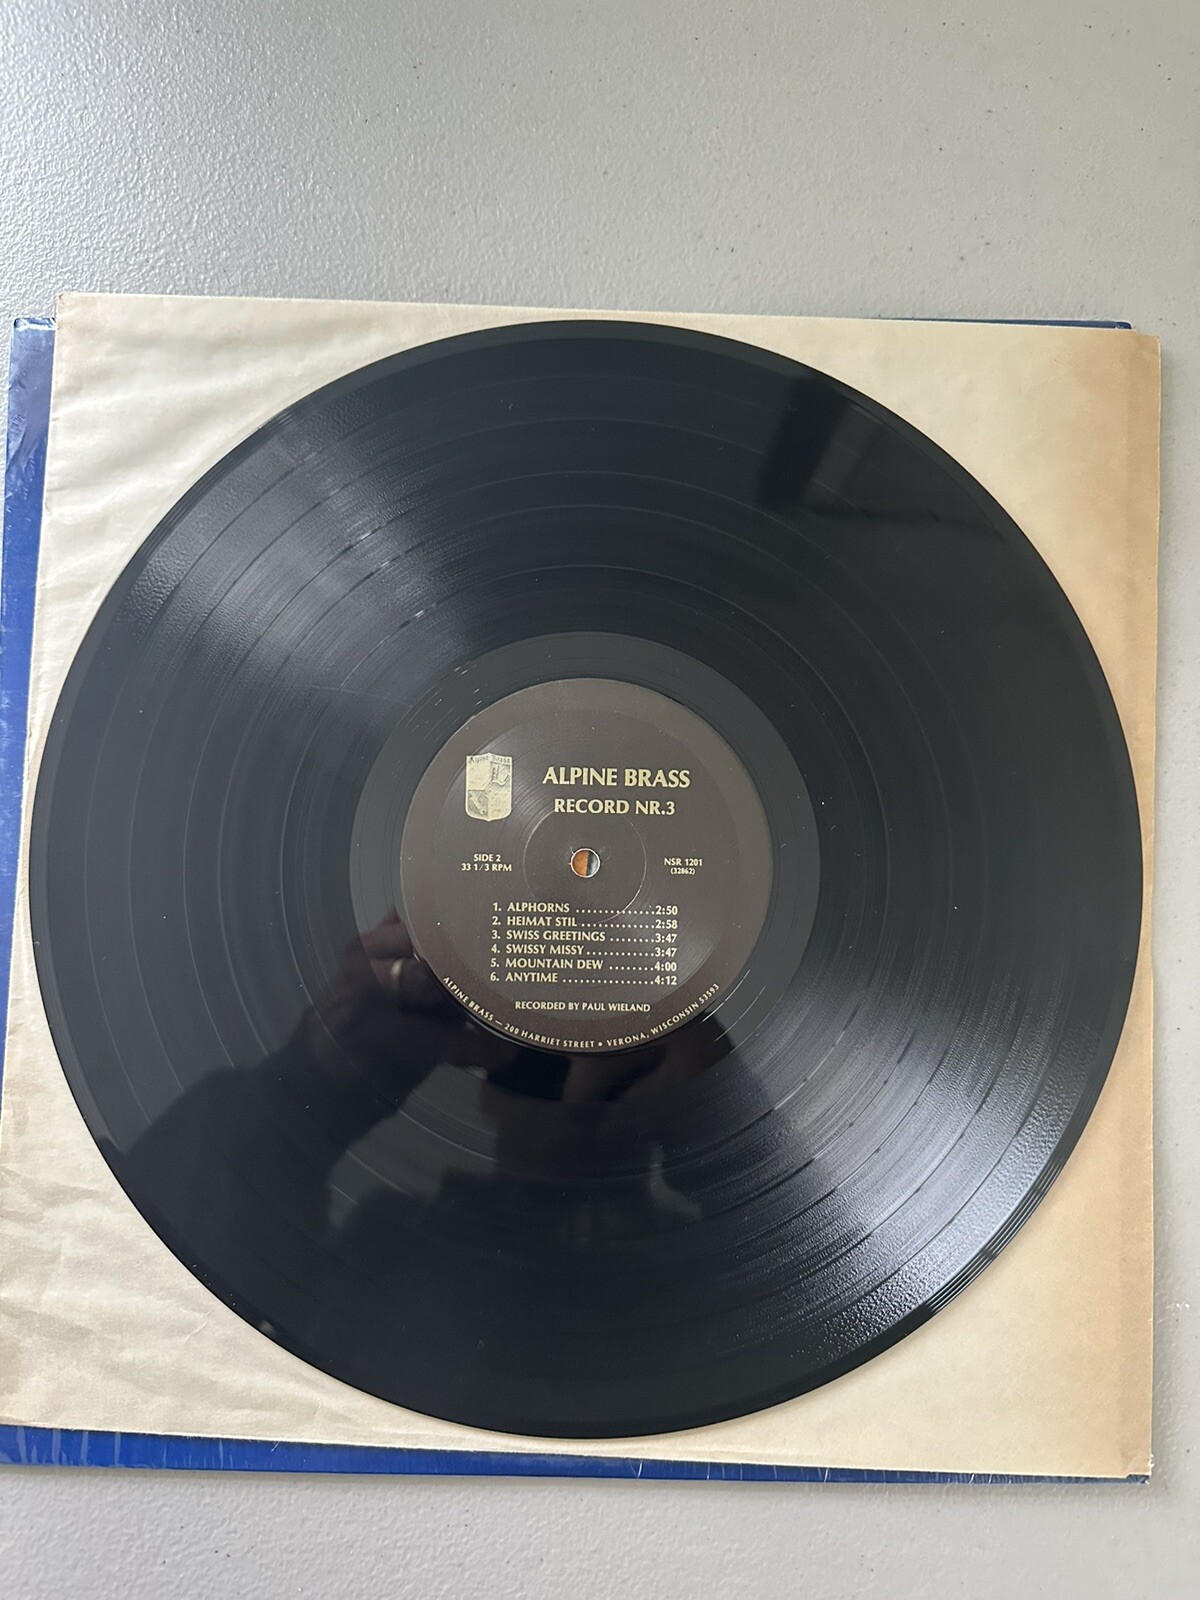 Alpine Brass
ALPINE BRASS
RECORD NR.3
SIDE 2
33 1/3 RPM
NSR 1201
(32862)
1. ALPHORNS ...............2:50
2. HEIMAT STIL ..............2:58
3. SWISS GREETINGS ........3:47
4. SWISSY MISSY ............3:47
5. MOUNTAIN DEW ........4:00
6. ANYTIME .................4:12
RECORDED BY PAUL WIELAND
ALPINE BRASS — 200 HARRIET STREET • VERONA, WISCONSIN 53593